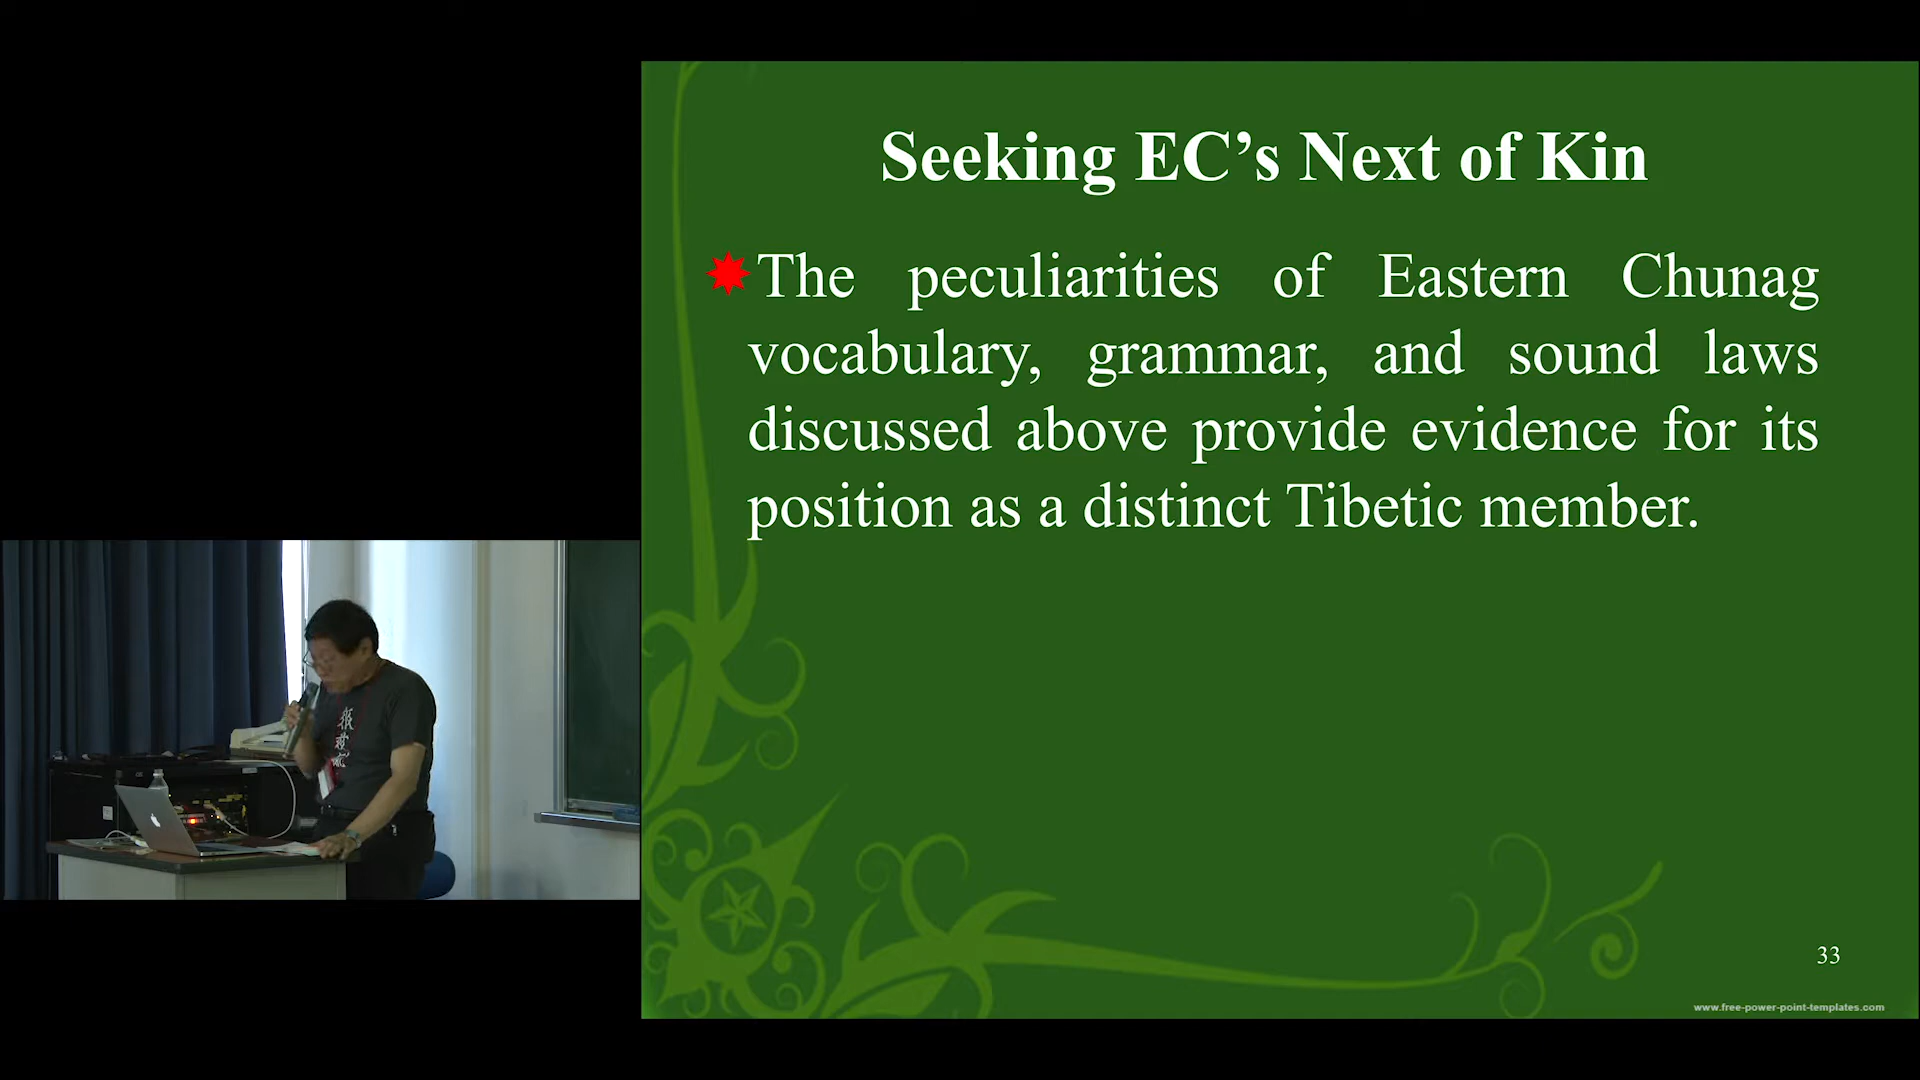 Seeking EC’s Next of Kin
The peculiarities of Eastern Chunag
vocabulary, grammar, and sound laws
discussed above provide evidence for its
position as a distinct Tibetic member.
33
www.free-power-point-templates.com